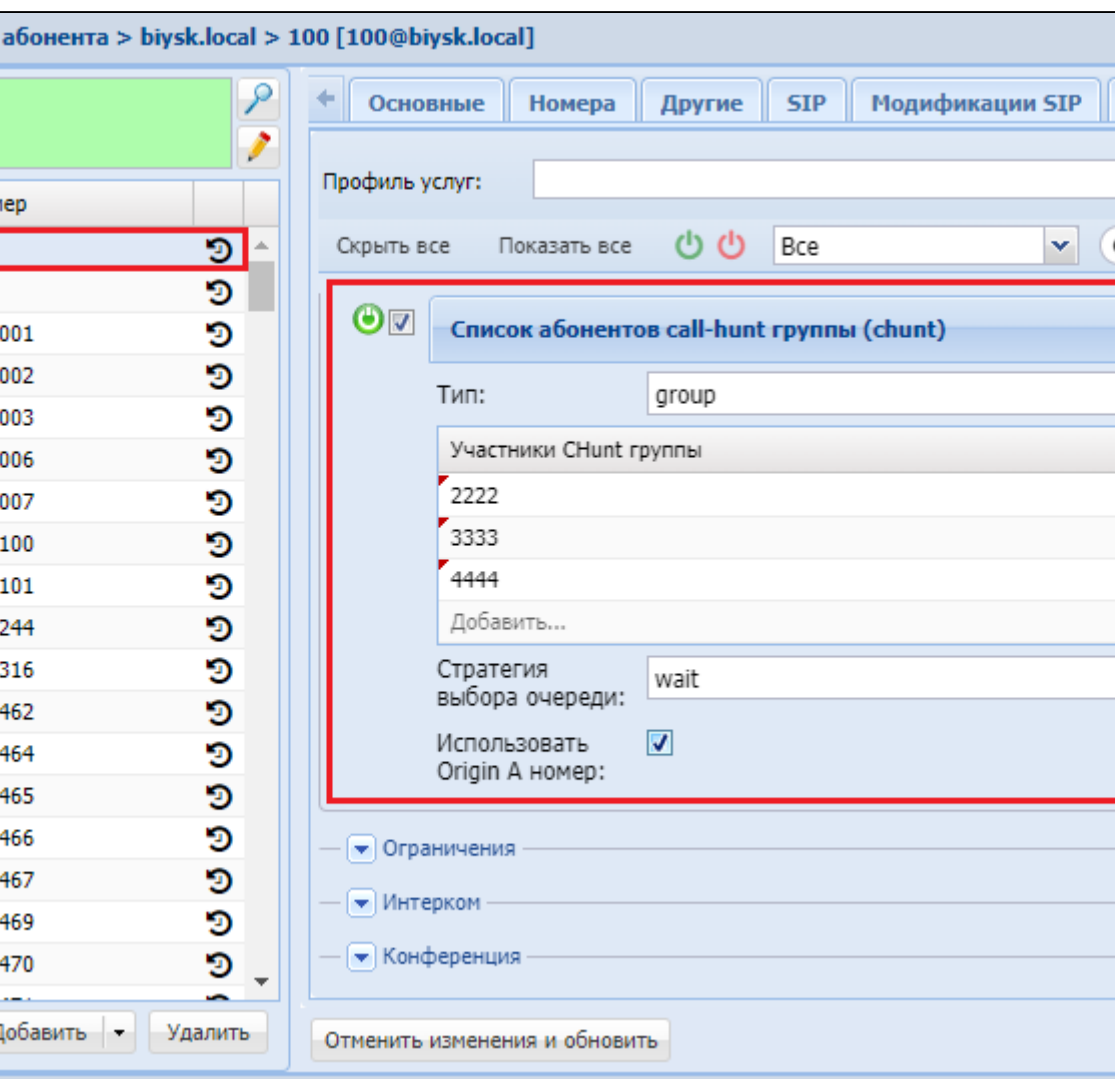 абонента > biysk.local > 100 [100@biysk.local]
Основные Номера Другие SIP Модификации SIP
Профиль услуг:
Скрыть все Показать все Все
Список абонентов call-hunt группы (chunt)
Тип: group
Участники CHunt группы
2222
3333
4444
Добавить...
Стратегия
выбора очереди: wait
Использовать
Origin A номер:
Ограничения
Интерком
Конференция
Отменить изменения и обновить
мер
001
002
003
006
007
100
101
244
316
462
464
465
466
467
469
470
Добавить Удалить